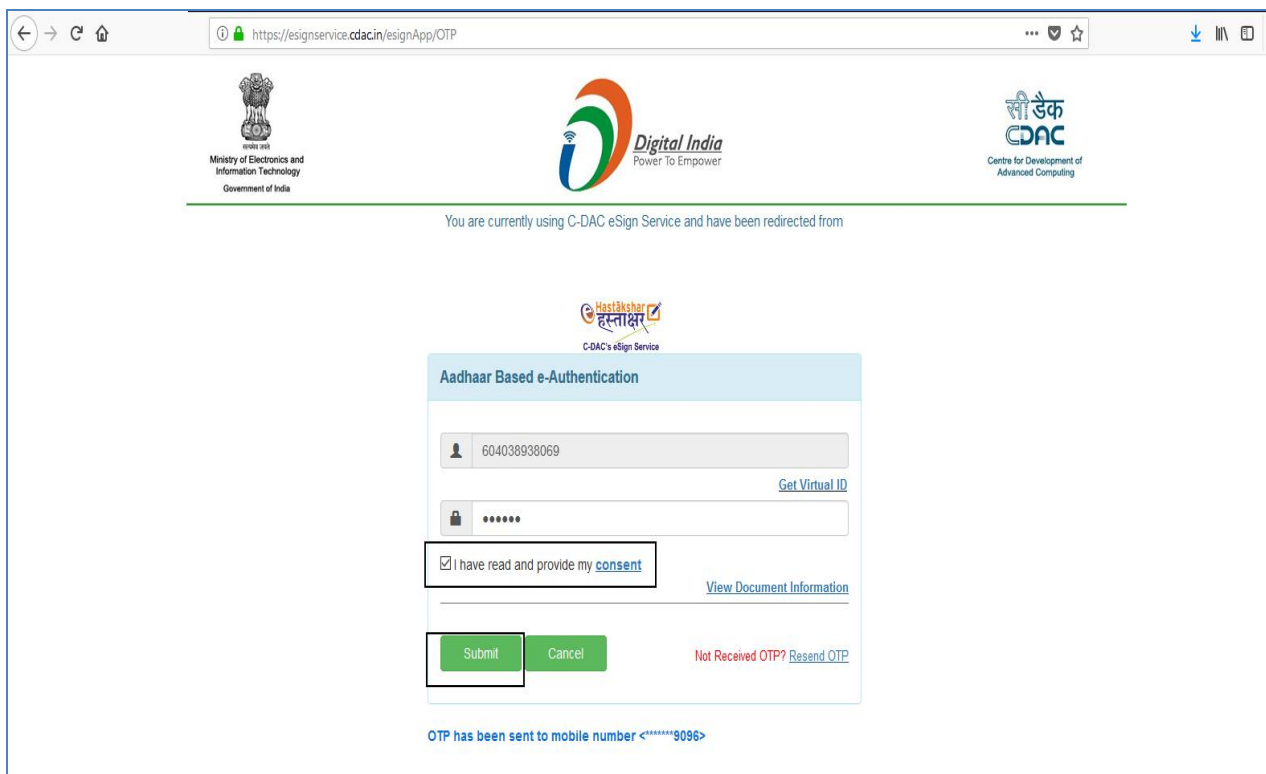 https://esignservice.cdac.in/esignApp/OTP
सत्यमेव जयते
Ministry of Electronics and
Information Technology
Government of India
Digital India
Power To Empower
सी डैक
CDAC
Centre for Development of
Advanced Computing
You are currently using C-DAC eSign Service and have been redirected from
e Hastākshar
हस्ताक्षर
C-DAC's eSign Service
Aadhaar Based e-Authentication
604038938069
Get Virtual ID
••••••
I have read and provide my consent
View Document Information
Submit
Cancel
Not Received OTP? Resend OTP
OTP has been sent to mobile number <*******9096>